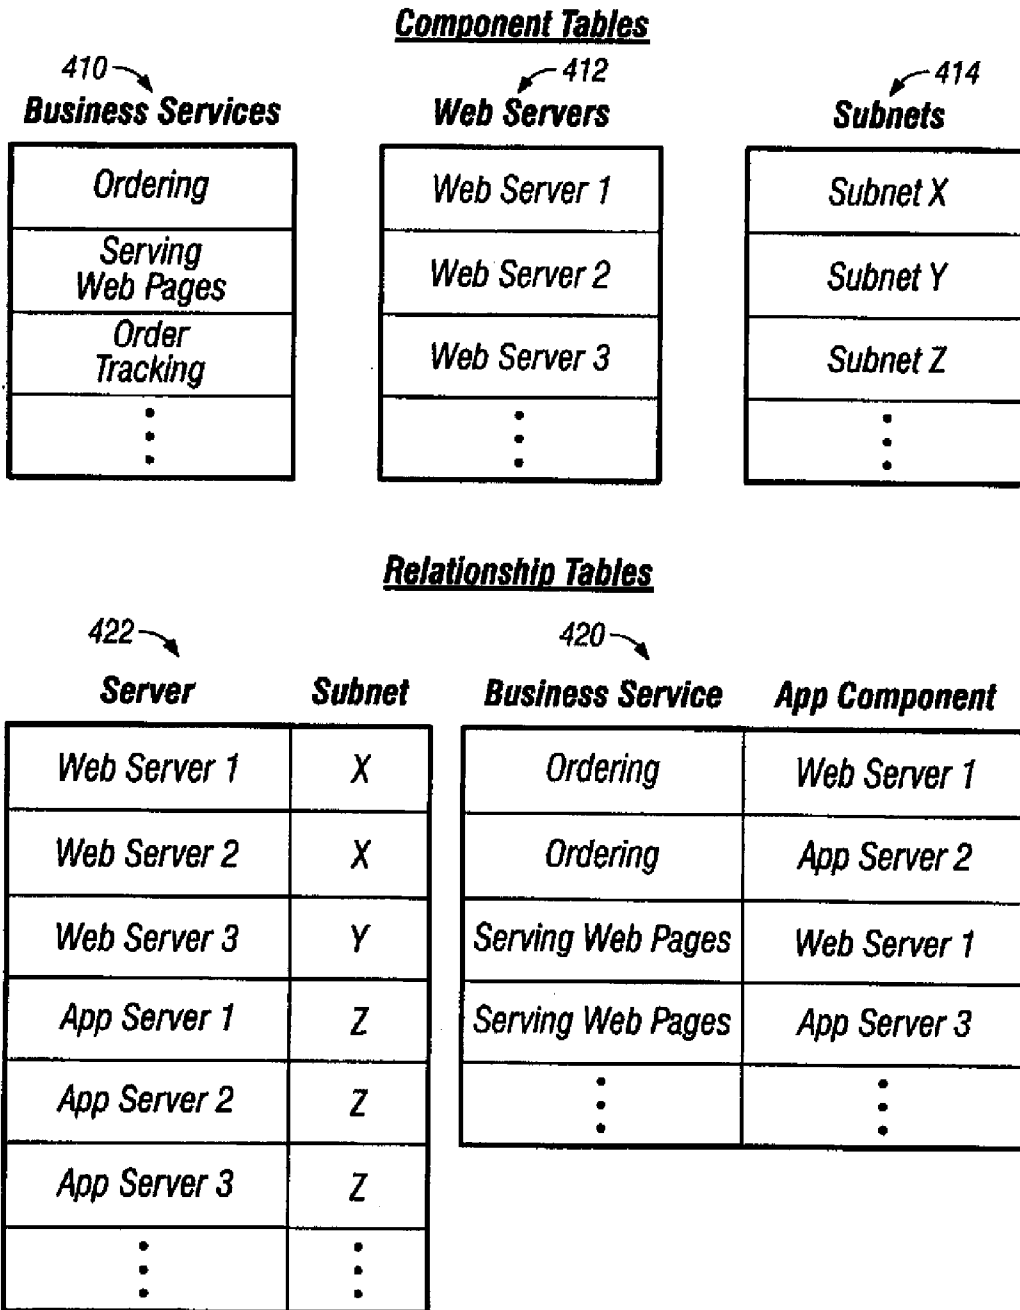 Component Tables
410
412
414
Business Services
Web Servers
Subnets
Ordering
Web Server 1
Subnet X
Serving
Web Pages
Web Server 2
Subnet Y
Order
Tracking
Web Server 3
Subnet Z
Relationship Tables
422
420
Server Subnet
Business Service App Component
Web Server 1 X
Ordering Web Server 1
Web Server 2 X
Ordering App Server 2
Web Server 3 Y
Serving Web Pages Web Server 1
App Server 1 Z
Serving Web Pages App Server 3
App Server 2 Z
App Server 3 Z